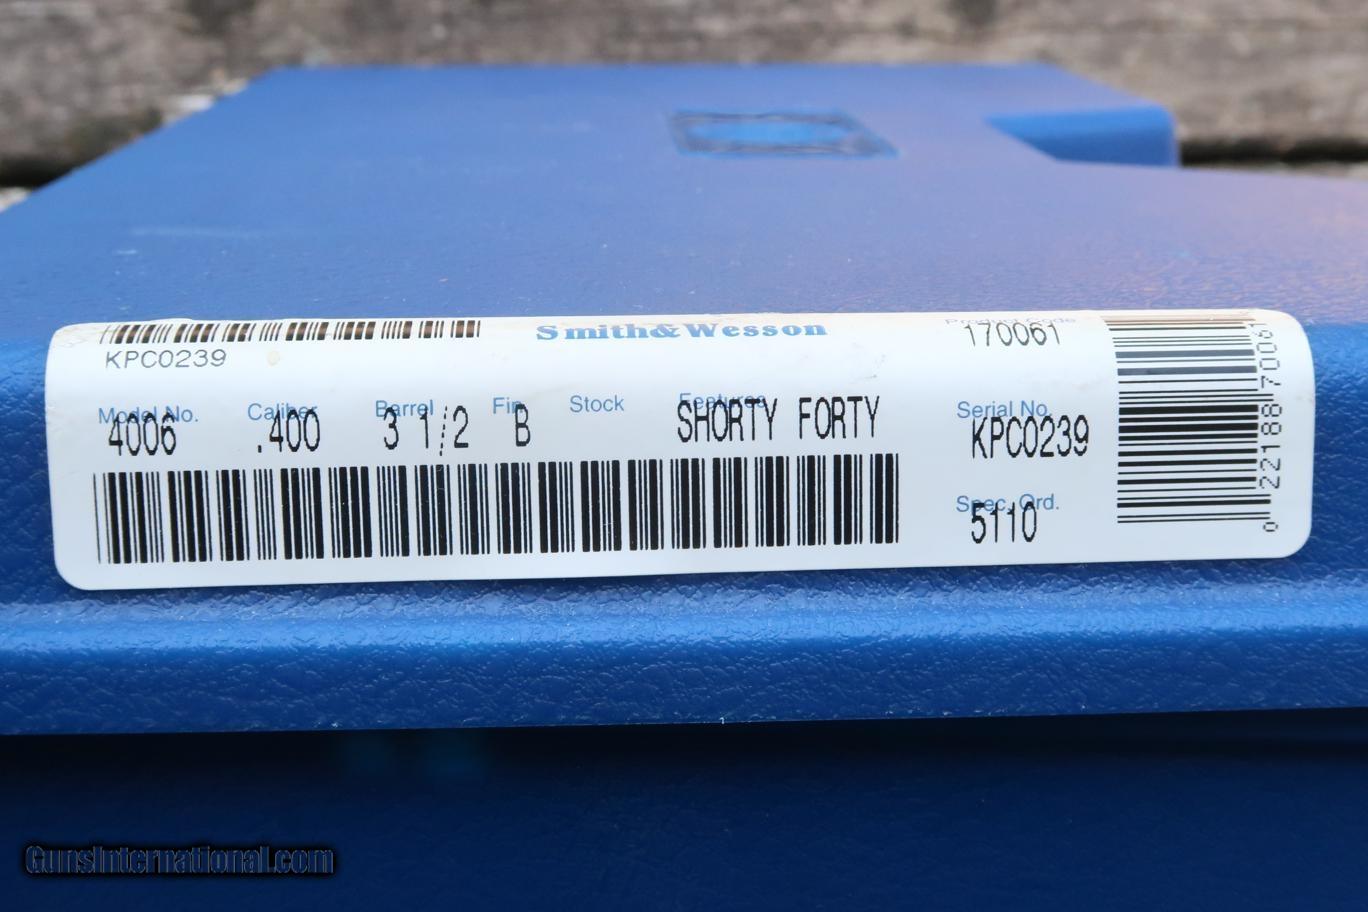 Smith&Wesson
Product Code
170061
KPC0239
Model No. Caliber Barrel Fin Stock Features Serial No.
4006 .400 3 1/2 B SHORTY FORTY KPC0239
Spec. Ord.
5110
0 22188 70061
GunsInternational.com